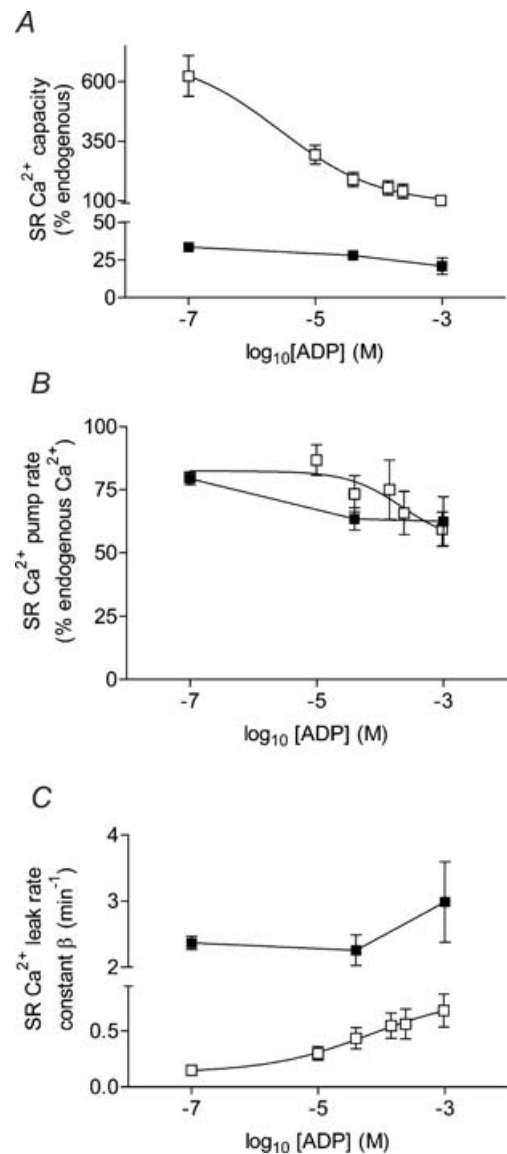 A
SR Ca²⁺ capacity
(% endogenous)
600
350
100
50
25
0
-7
-5
-3
log₁₀[ADP] (M)
B
SR Ca²⁺ pump rate
(% endogenous Ca²⁺)
100
75
50
25
0
-7
-5
-3
log₁₀ [ADP] (M)
C
SR Ca²⁺ leak rate
constant β (min⁻¹)
4
3
2
0.5
0.0
-7
-5
-3
log₁₀ [ADP] (M)